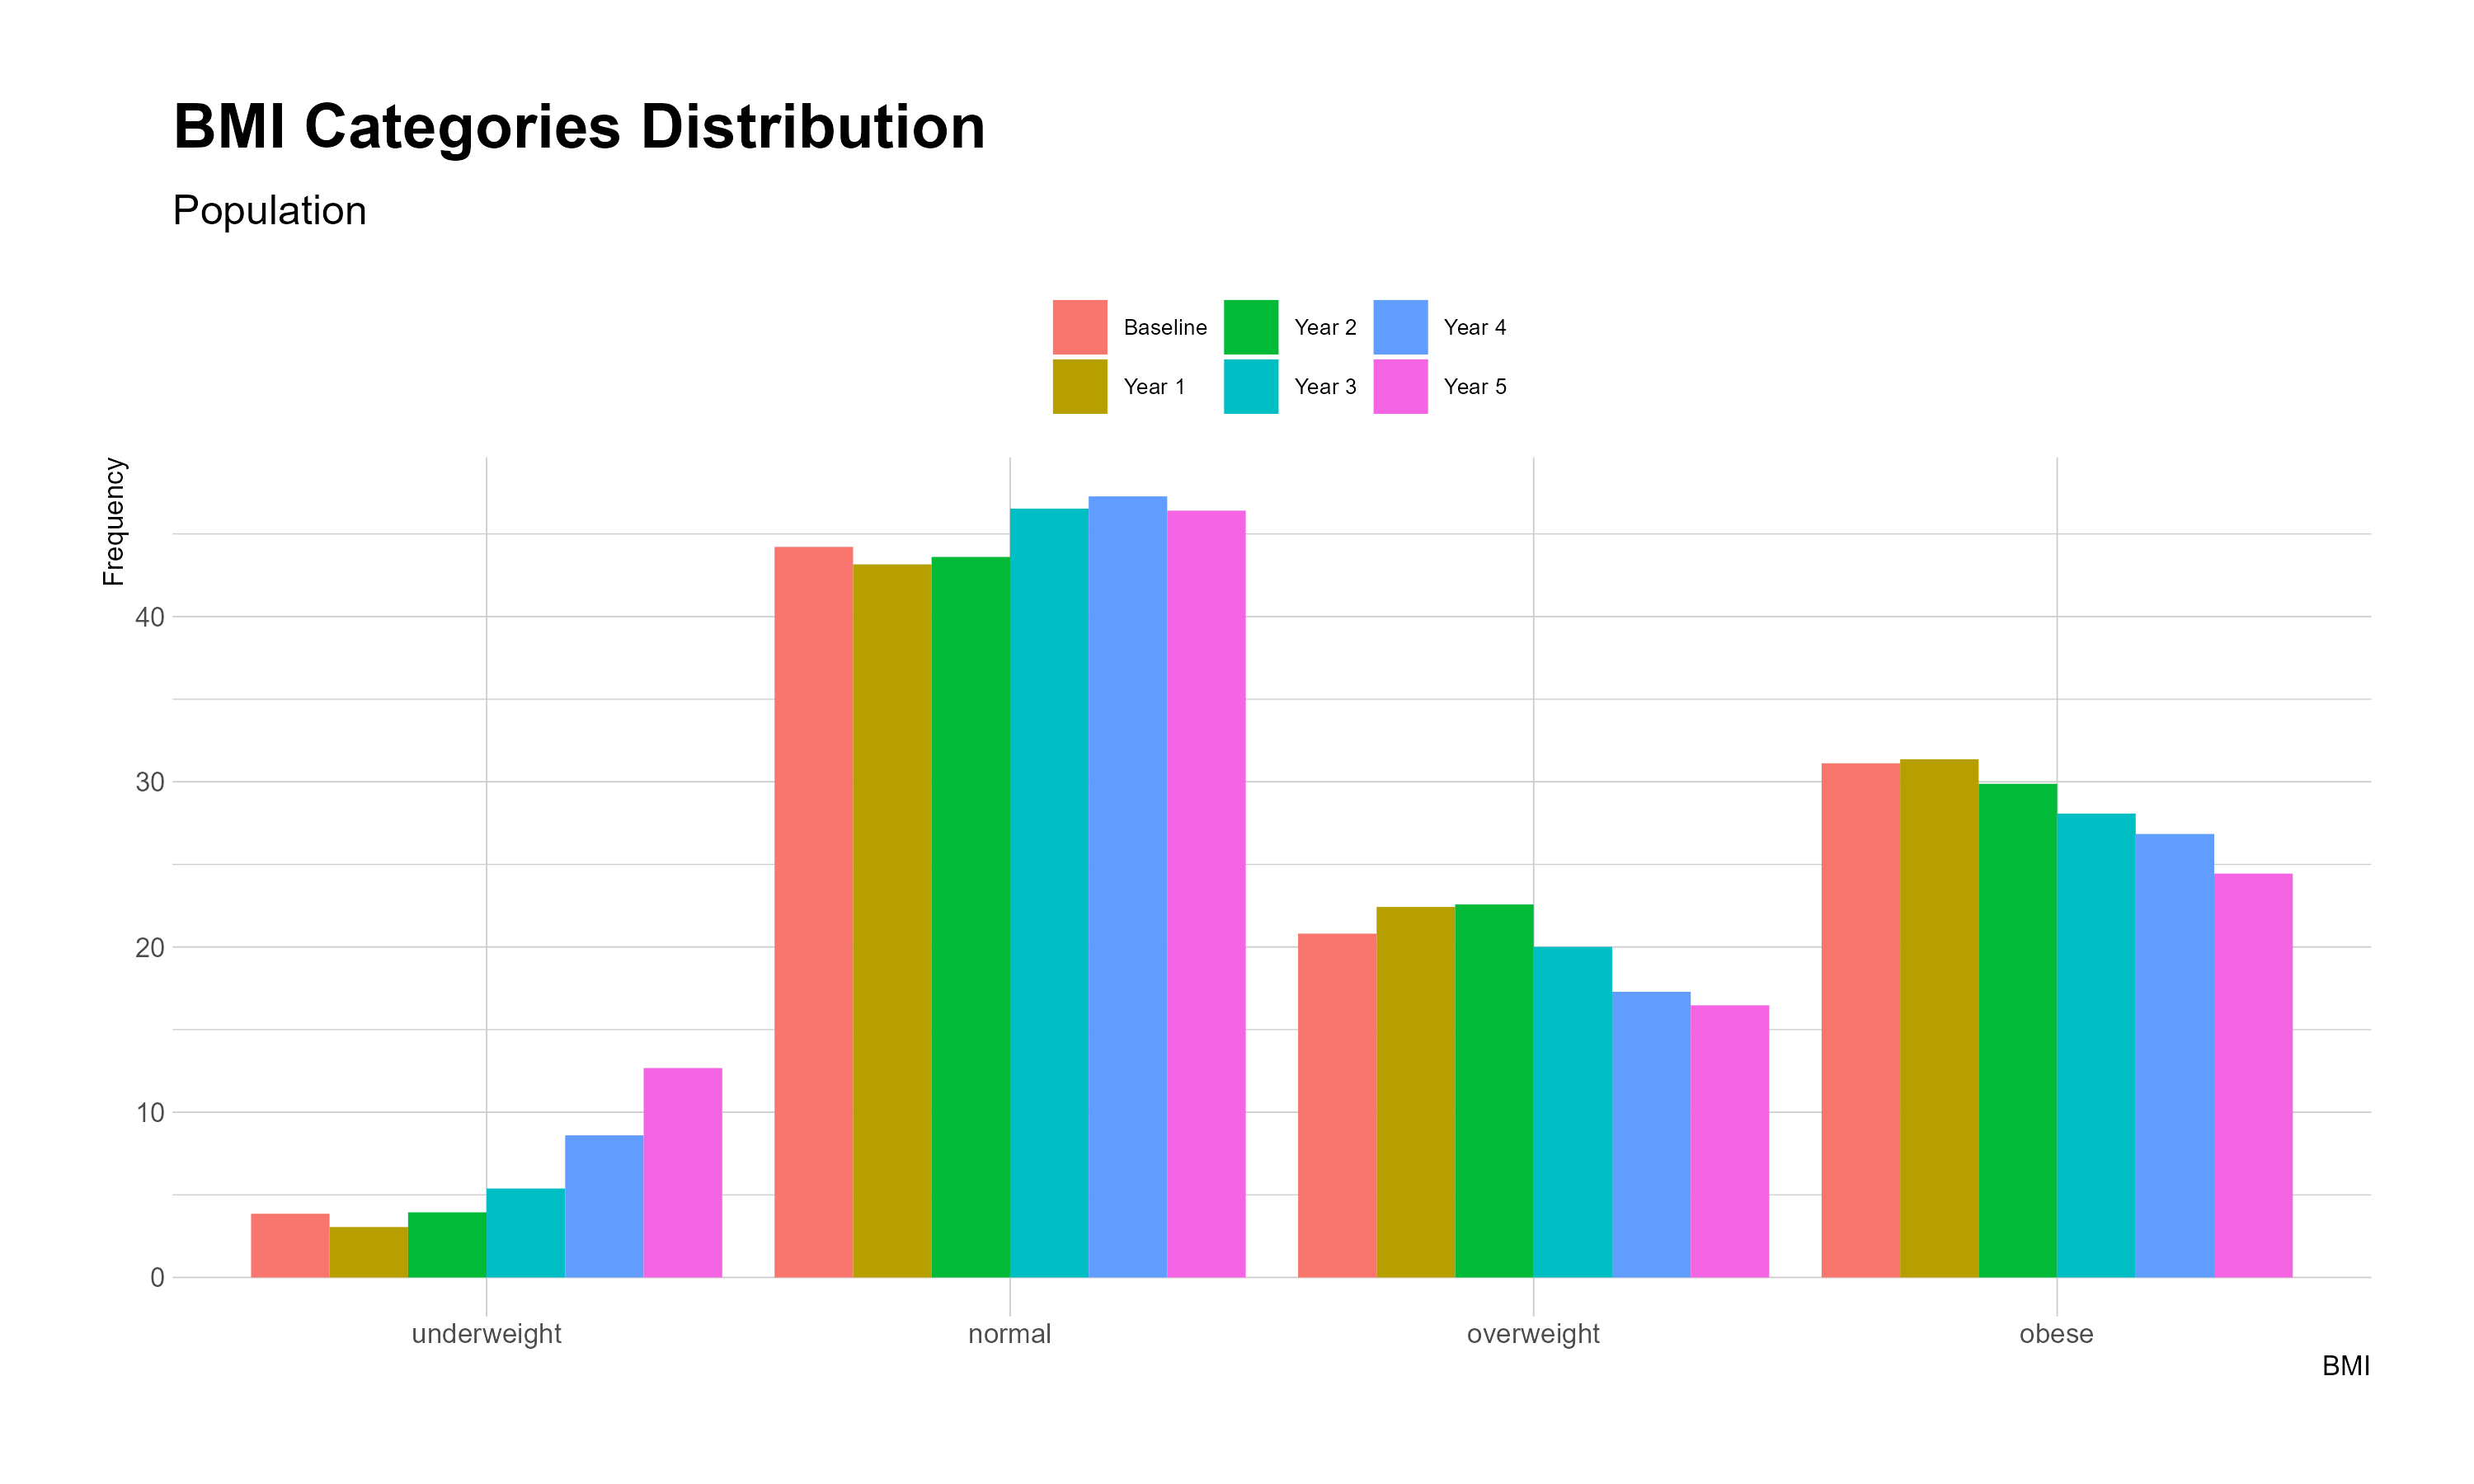 BMI Categories Distribution
Population
Baseline Year 2 Year 4
Year 1 Year 3 Year 5
Frequency
40
30
20
10
0
underweight normal overweight obese
BMI